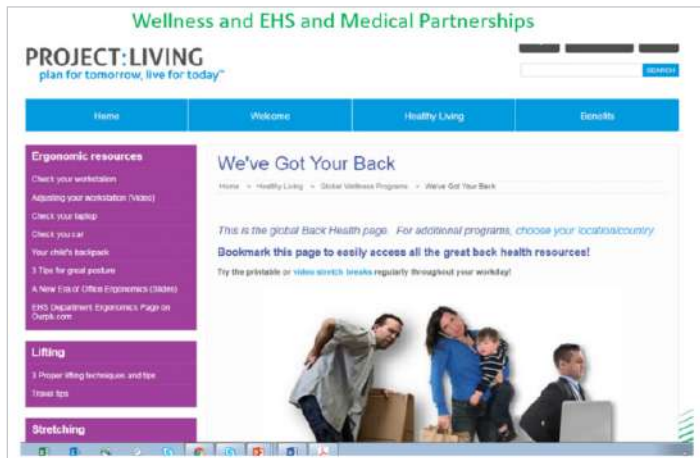 Wellness and EHS and Medical Partnerships
PROJECT:LIVING
plan for tomorrow, live for today™
SEARCH
Home
Welcome
Healthy Living
Benefits
Ergonomic resources
Check your workstation
Adjusting your workstation (Video)
Check your laptop
Check you car
Your child's backpack
3 Tips for great posture
A New Era of Office Ergonomics (Slides)
EHS Department Ergonomics Page on
Lifting
3 Proper lifting techniques and tips
Travel tips
Stretching
We've Got Your Back
Home » Healthy Living » Global Wellness Programs » We've Got Your Back
This is the global Back Health page. For additional programs, choose your location/country
Bookmark this page to easily access all the great back health resources!
Try the printable or video stretch breaks regularly throughout your workday!